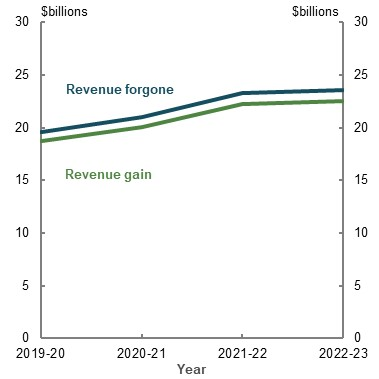 $billions $billions
30 30
25 25
Revenue forgone
20 20
Revenue gain
15 15
10 10
5 5
0 0
2019-20 2020-21 2021-22 2022-23
Year